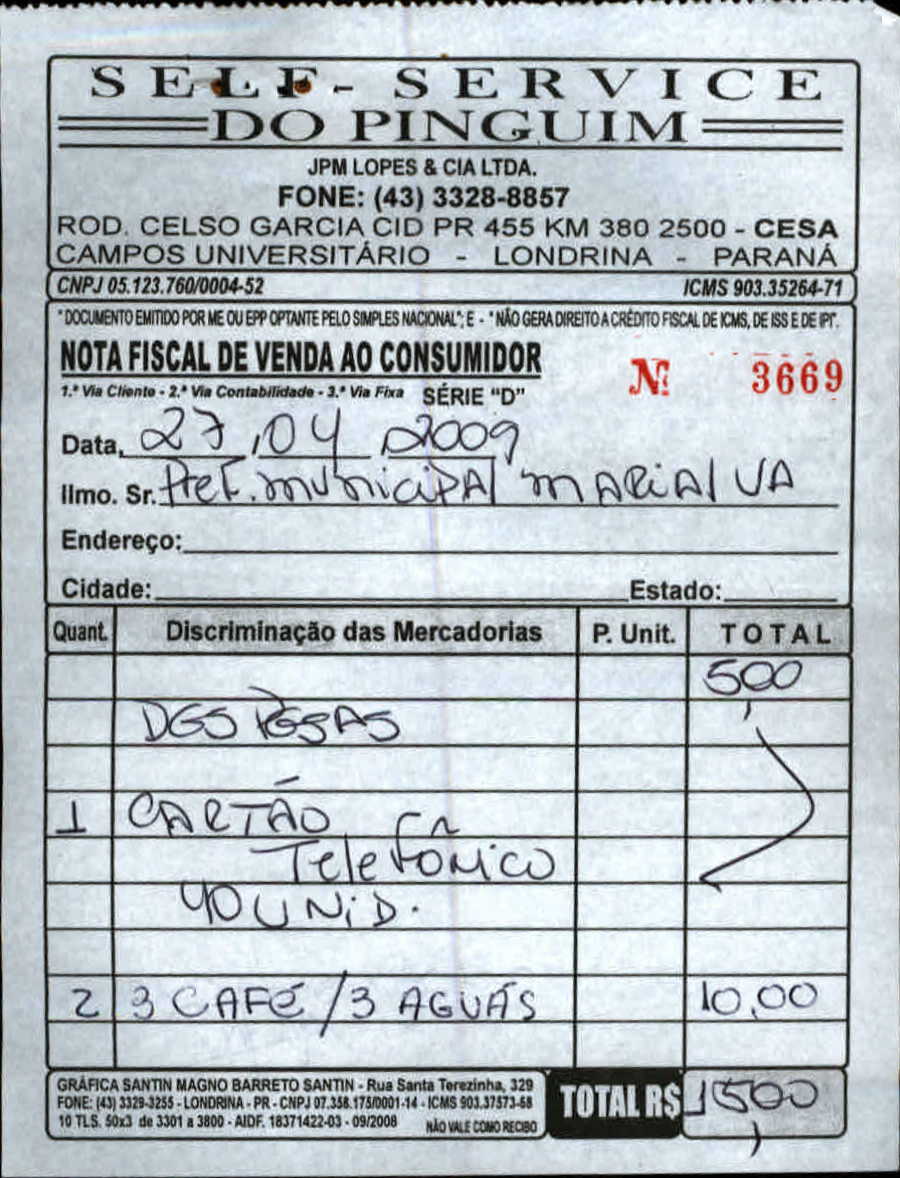 SELF - SERVICE
DO PINGUIM
JPM LOPES & CIA LTDA.
FONE: (43) 3328-8857
ROD. CELSO GARCIA CID PR 455 KM 380 2500 - CESA
CAMPOS UNIVERSITÁRIO - LONDRINA - PARANÁ
CNPJ 05.123.760/0004-52 ICMS 903.35264-71
"DOCUMENTO EMITIDO POR ME OU EPP OPTANTE PELO SIMPLES NACIONAL"; E - "NÃO GERA DIREITO A CRÉDITO FISCAL DE ICMS, DE ISS E DE IPI".
NOTA FISCAL DE VENDA AO CONSUMIDOR Nº 3669
1.ª Via Cliente - 2.ª Via Contabilidade - 3.ª Via Fixa SÉRIE "D"
Data, 27, 04 2009
Ilmo. Sr. Pref. municipal MARIALVA
Endereço:
Cidade: Estado:
Quant. Discriminação das Mercadorias P. Unit. TOTAL
5,00
DESPESAS
1 CARTÃO
Telefônico
40 UNiD.
2 3 CAFÉ / 3 AGUÁS 10,00
GRÁFICA SANTIN MAGNO BARRETO SANTIN - Rua Santa Terezinha, 329
FONE: (43) 3329-3255 - LONDRINA - PR - CNPJ 07.358.175/0001-14 - ICMS 903.37573-68
10 TLS. 50x3 de 3301 a 3800 - AIDF. 18371422-03 - 09/2008 NÃO VALE COMO RECIBO
TOTAL R$ 15,00